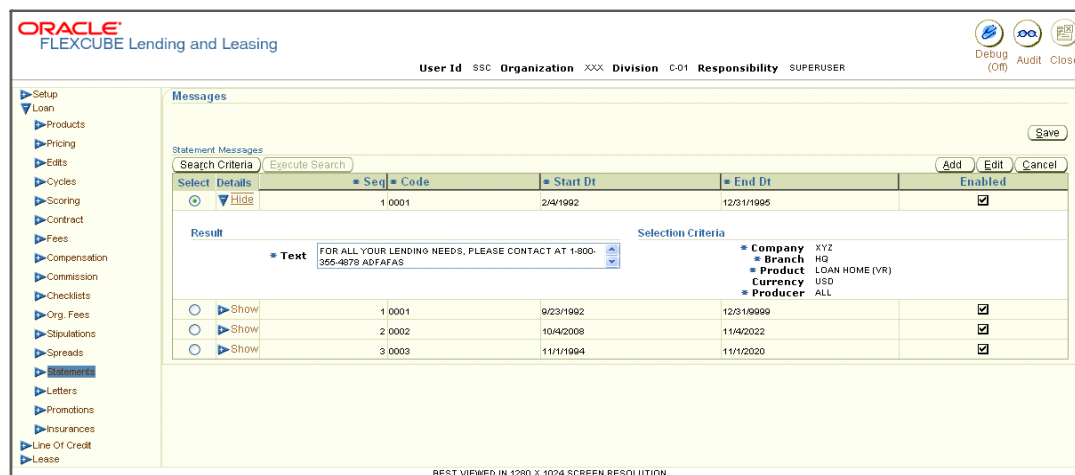 ORACLE
FLEXCUBE Lending and Leasing
Debug (Off)
Audit
Close
User Id SSC Organization XXX Division C-01 Responsibility SUPERUSER
Setup
Loan
Products
Pricing
Edits
Cycles
Scoring
Contract
Fees
Compensation
Commission
Checklists
Org. Fees
Stipulations
Spreads
Statements
Letters
Promotions
Insurances
Line Of Credit
Lease
Messages
Save
Statement Messages
Search Criteria Execute Search Add Edit Cancel
Select Details * Seq * Code * Start Dt * End Dt Enabled
Hide 1 0001 2/4/1992 12/31/1995
Result
* Text FOR ALL YOUR LENDING NEEDS, PLEASE CONTACT AT 1-800-
355-4878 ADFAFAS
Selection Criteria
* Company XYZ
* Branch HQ
* Product LOAN HOME (VR)
Currency USD
* Producer ALL
Show 1 0001 9/23/1992 12/31/9999
Show 2 0002 10/4/2008 11/4/2022
Show 3 0003 11/1/1994 11/1/2020
BEST VIEWED IN 1280 X 1024 SCREEN RESOLUTION